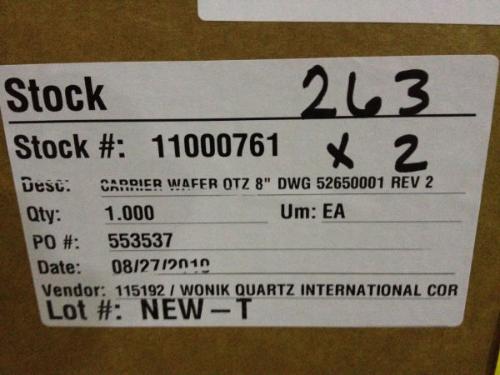 Stock 263
Stock #: 11000761 x 2
Desc: CARRIER WAFER QTZ 8" DWG 52650001 REV 2
Qty: 1.000 Um: EA
PO #: 553537
Date: 08/27/2010
Vendor: 115192 / WONIK QUARTZ INTERNATIONAL COR
Lot #: NEW-T